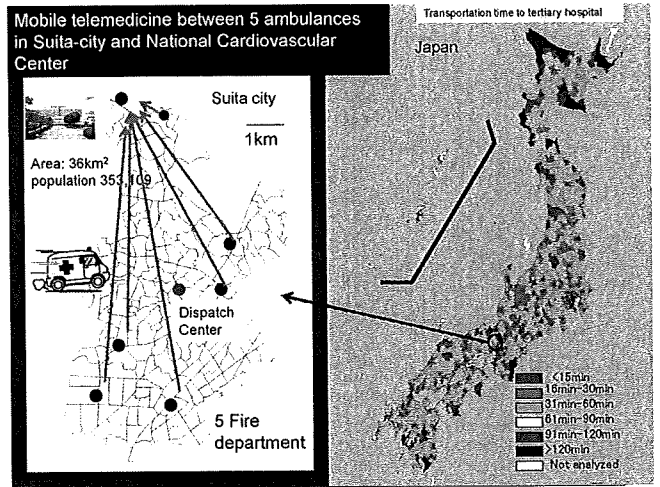 Mobile telemedicine between 5 ambulances
in Suita-city and National Cardiovascular
Center
Suita city
1km
Area: 36km²
population 353,109
Dispatch
Center
5 Fire
department
Transportation time to tertiary hospital
Japan
<15min
16min-30min
31min-60min
61min-90min
91min-120min
>120min
Not analyzed